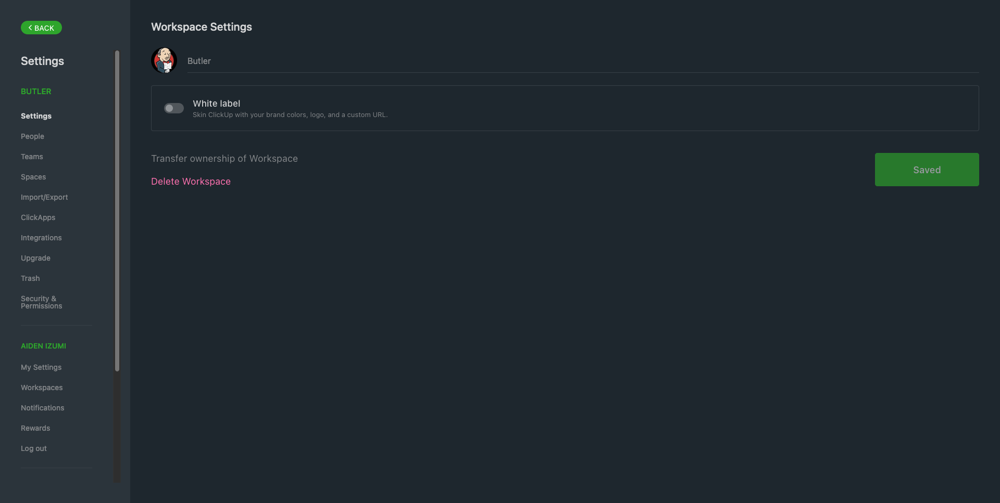 BACK
Settings
BUTLER
Settings
People
Teams
Spaces
Import/Export
ClickApps
Integrations
Upgrade
Trash
Security &
Permissions
AIDEN IZUMI
My Settings
Workspaces
Notifications
Rewards
Log out
Workspace Settings
Butler
White label
Skin ClickUp with your brand colors, logo, and a custom URL.
Transfer ownership of Workspace
Delete Workspace
Saved